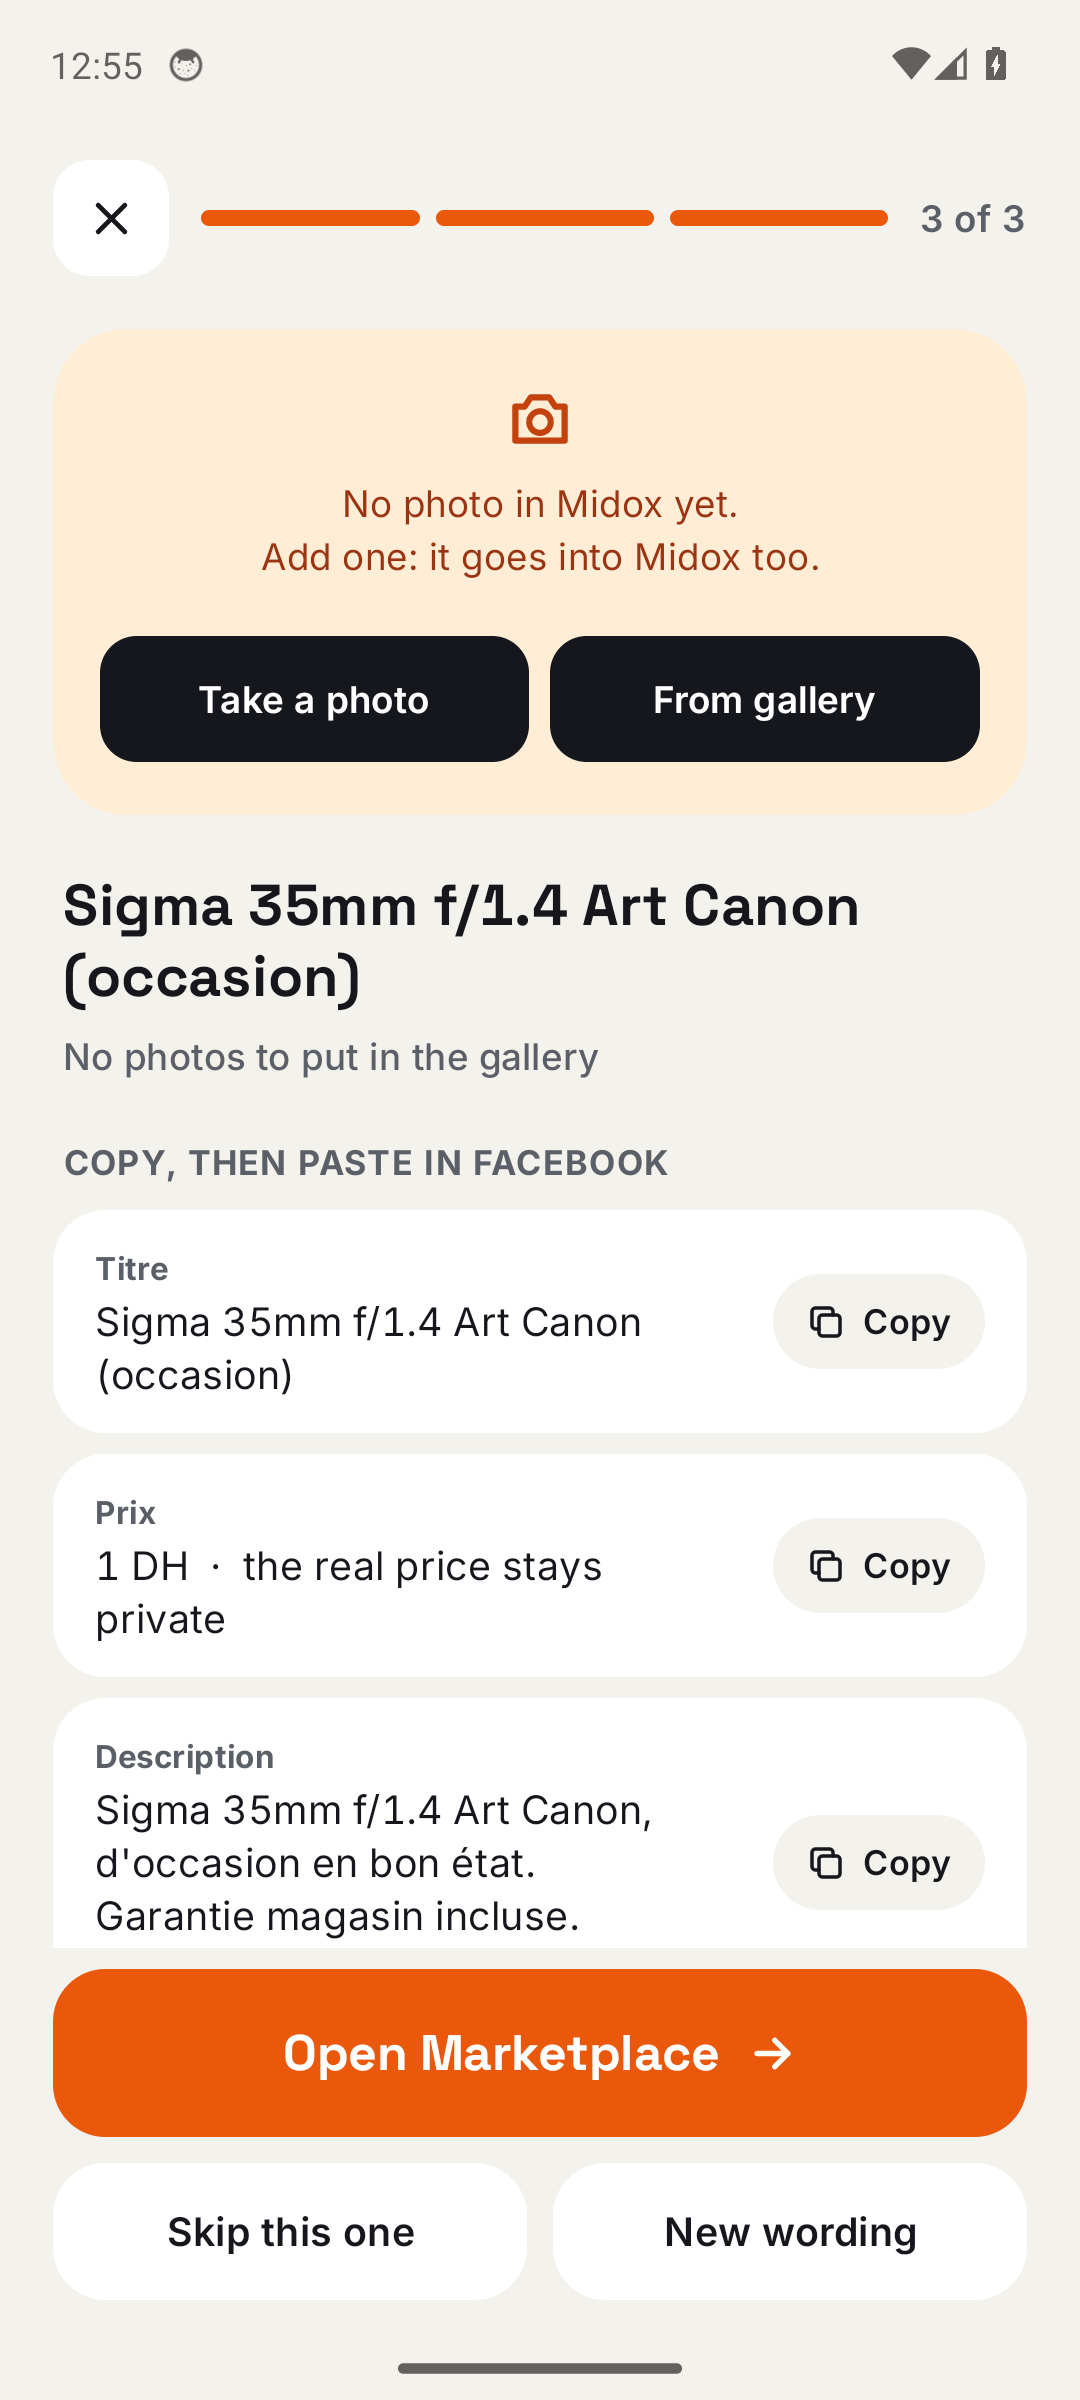 12:55
3 of 3
No photo in Midox yet.
Add one: it goes into Midox too.
Take a photo
From gallery
Sigma 35mm f/1.4 Art Canon
(occasion)
No photos to put in the gallery
COPY, THEN PASTE IN FACEBOOK
Titre
Sigma 35mm f/1.4 Art Canon
(occasion)
Copy
Prix
1 DH · the real price stays
private
Copy
Description
Sigma 35mm f/1.4 Art Canon,
d'occasion en bon état.
Garantie magasin incluse.
Copy
Open Marketplace →
Skip this one
New wording